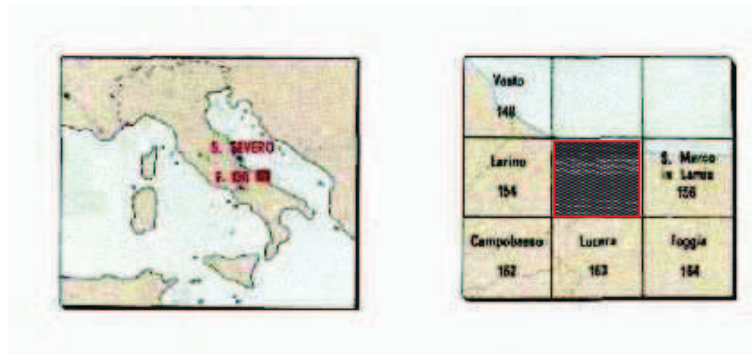 S. SEVERO
Vasto
148
Larino
154
S. Marco
in Lamis
156
Campobasso
162
Lucera
163
Foggia
164